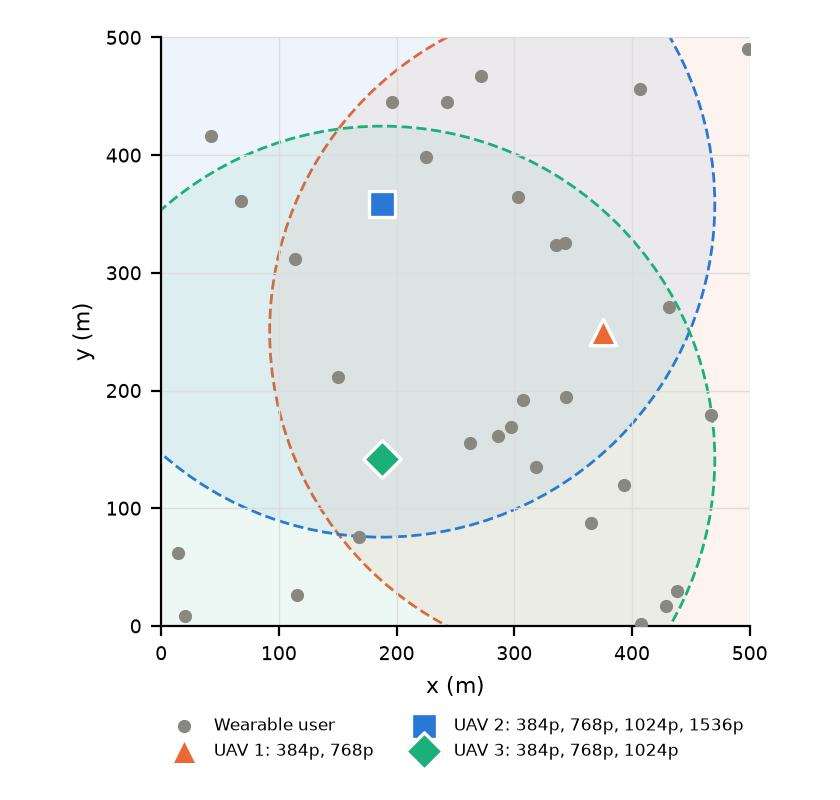 500
400
300
200
100
0
y (m)
0 100 200 300 400 500
x (m)
Wearable user
UAV 1: 384p, 768p
UAV 2: 384p, 768p, 1024p, 1536p
UAV 3: 384p, 768p, 1024p